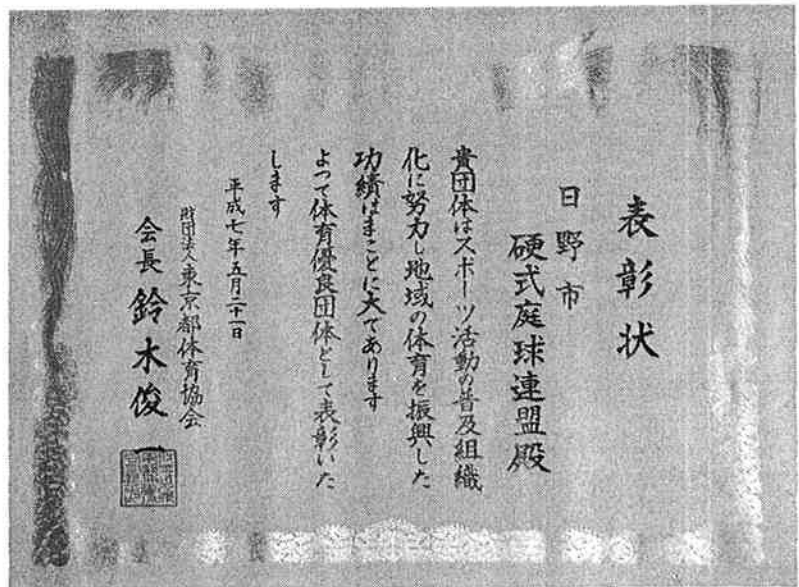 表彰状
日野市
硬式庭球連盟殿
貴団体はスポーツ活動の普及組織
化に努力し地域の体育を振興した
功績はまことに大であります
よつて体育優良団体として表彰いた
します
平成七年五月二十一日
財団法人東京都体育協会
会長 鈴木俊一